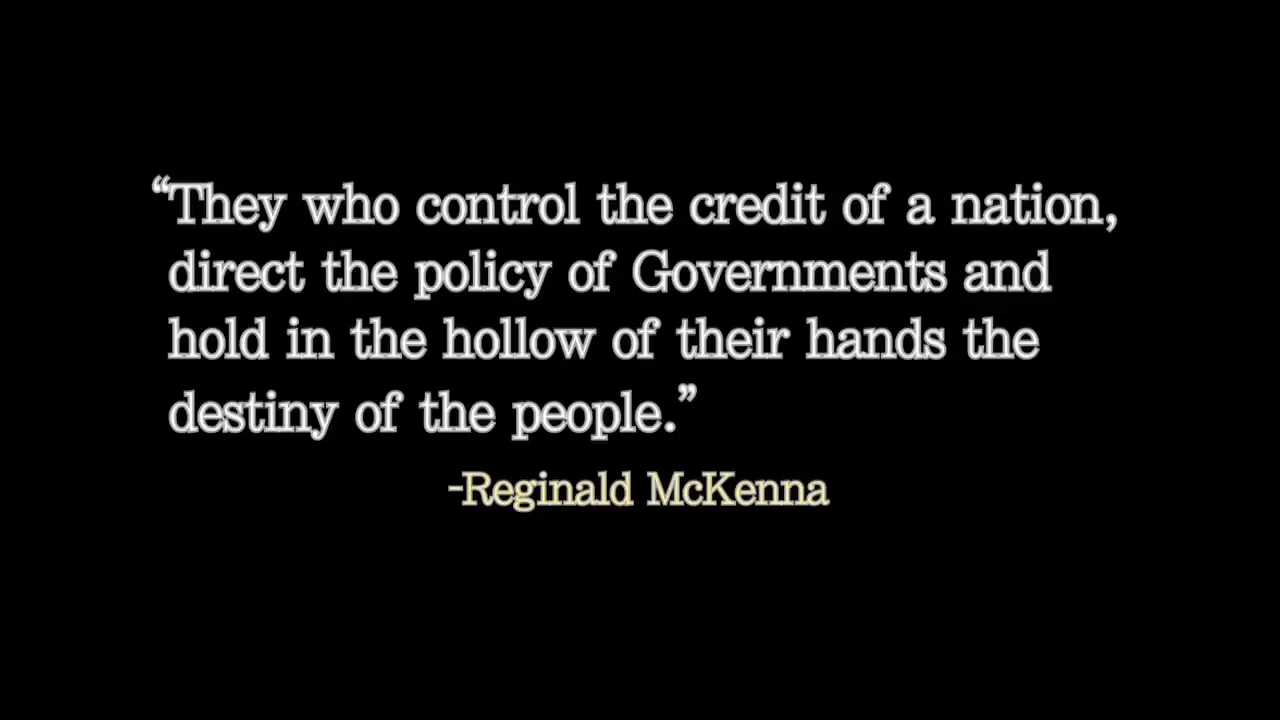 “They who control the credit of a nation,
direct the policy of Governments and
hold in the hollow of their hands the
destiny of the people.”
-Reginald McKenna